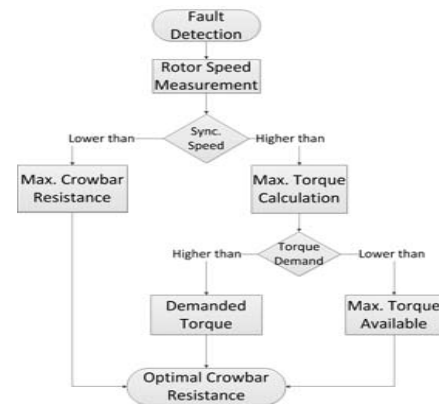 Fault
Detection
Rotor Speed
Measurement
Lower than
Sync.
Speed
Higher than
Max. Crowbar
Resistance
Max. Torque
Calculation
Higher than
Torque
Demand
Lower than
Demanded
Torque
Max. Torque
Available
Optimal Crowbar
Resistance